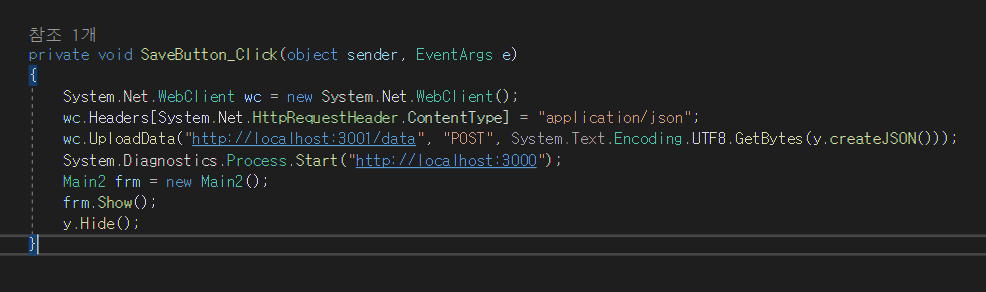 참조 1개
private void SaveButton_Click(object sender, EventArgs e)
{
System.Net.WebClient wc = new System.Net.WebClient();
wc.Headers[System.Net.HttpRequestHeader.ContentType] = "application/json";
wc.UploadData("http://localhost:3001/data", "POST", System.Text.Encoding.UTF8.GetBytes(y.createJSON()));
System.Diagnostics.Process.Start("http://localhost:3000");
Main2 frm = new Main2();
frm.Show();
y.Hide();
}